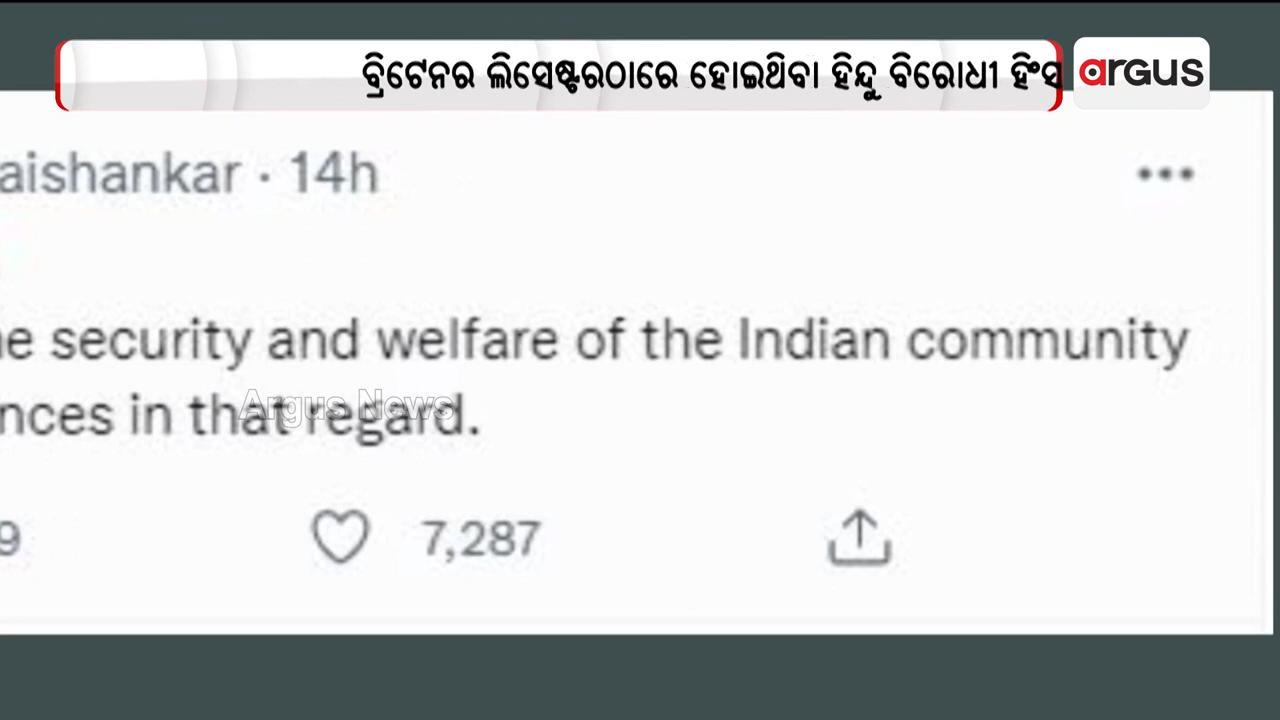 ବ୍ରିଟେନର ଲିସେଷ୍ଟରଠାରେ ହୋଇଥିବା ହିନ୍ଦୁ ବିରୋଧୀ ହିଂସ
argus
aishankar · 14h
he security and welfare of the Indian community
nces in that regard.
Argus News
9
7,287